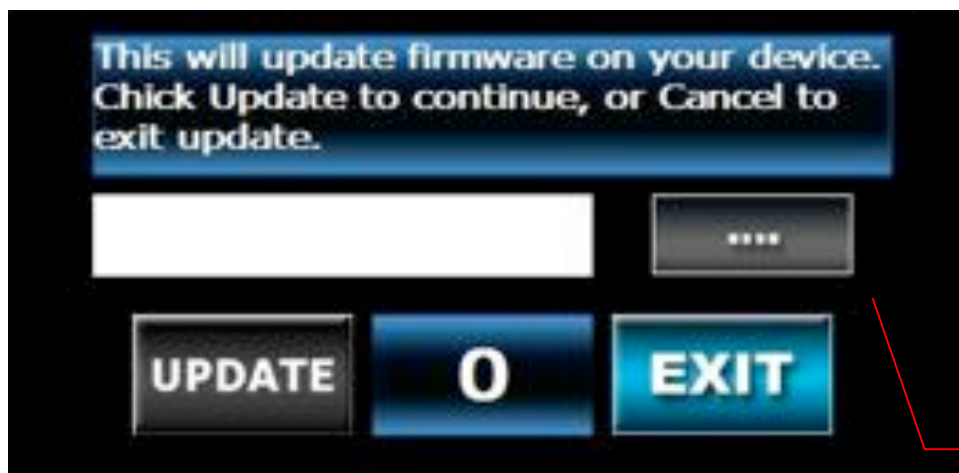 This will update firmware on your device.
Chick Update to continue, or Cancel to
exit update.
....
UPDATE
0
EXIT